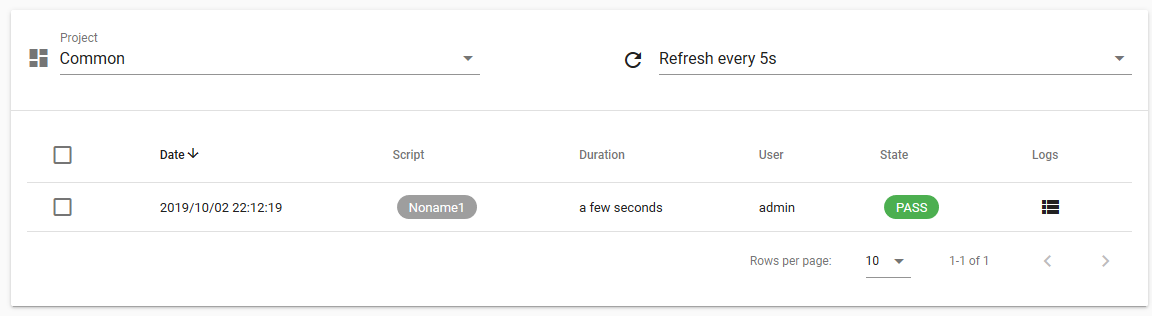 Project
Common
Refresh every 5s
Date Script Duration User State Logs
2019/10/02 22:12:19 Noname1 a few seconds admin PASS
Rows per page: 10 1-1 of 1